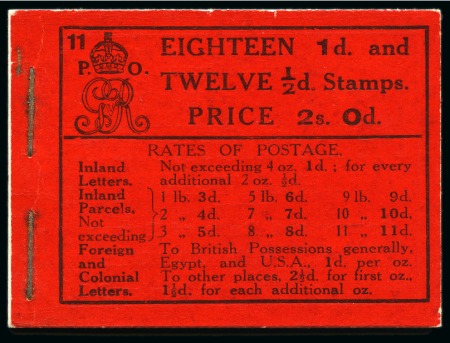 11
P. O.
GR
EIGHTEEN 1d. and
TWELVE ½d. Stamps.
PRICE 2s. 0d.
RATES OF POSTAGE.
Inland Letters. Not exceeding 4 oz. 1d. ; for every
additional 2 oz. ½d.
Inland Parcels. Not exceeding
1 lb. 3d. 5 lb. 6d. 9 lb. 9d.
2 „ 4d. 7 „ 7d. 10 „ 10d.
3 „ 5d. 8 „ 8d. 11 „ 11d.
Foreign and Colonial Letters.
To British Possessions generally,
Egypt, and U.S.A., 1d. per oz.
To other places, 2½d. for first oz.,
1½d. for each additional oz.